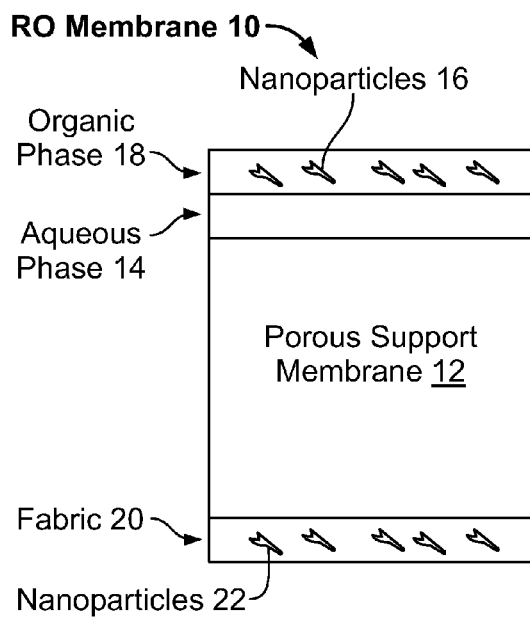 RO Membrane 10
Nanoparticles 16
Organic
Phase 18
Aqueous
Phase 14
Porous Support
Membrane 12
Fabric 20
Nanoparticles 22